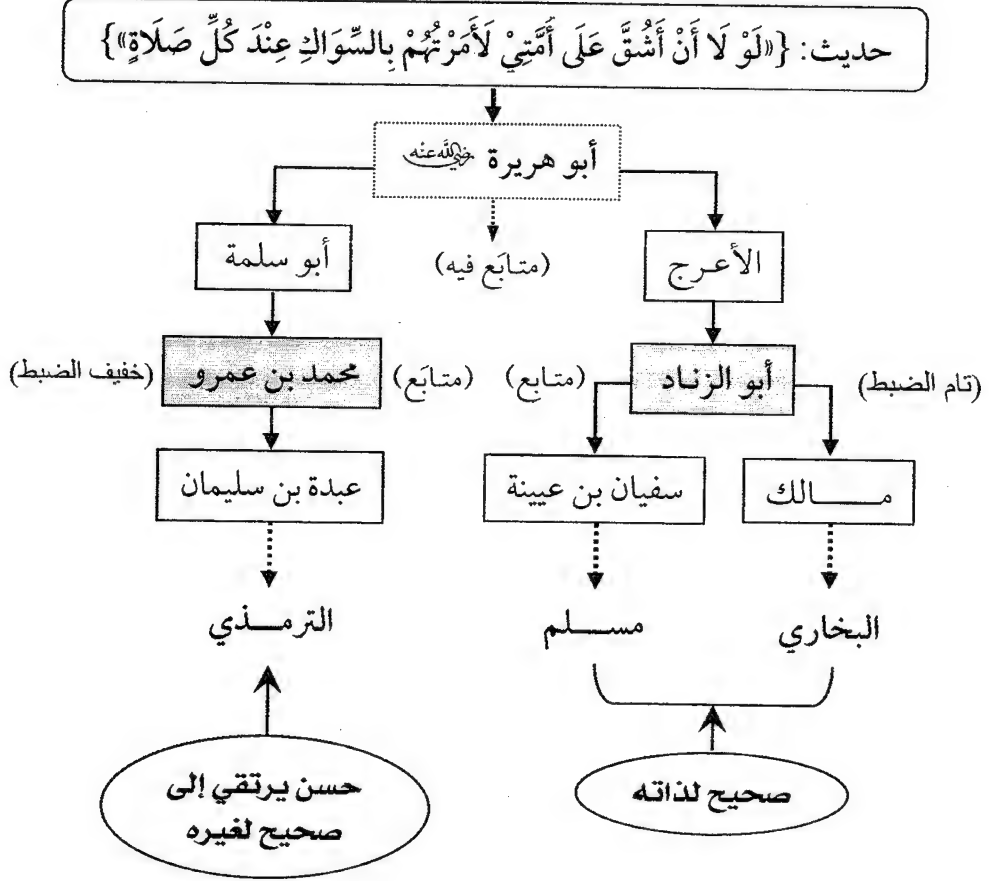 حديث: {«لَوْ لَا أَنْ أَشُقَّ عَلَى أُمَّتِيْ لَأَمَرْتُهُمْ بِالسِّوَاكِ عِنْدَ كُلِّ صَلَاةٍ»}
أبو هريرة رضي الله عنه
الأعرج
(متابَع فيه)
أبو سلمة
(تام الضبط)
أبو الزناد
(متابِع)
(متابَع)
محمد بن عمرو
(خفيف الضبط)
مالك
سفيان بن عيينة
عبدة بن سليمان
البخاري
مسلم
الترمذي
صحيح لذاته
حسن يرتقي إلى
صحيح لغيره